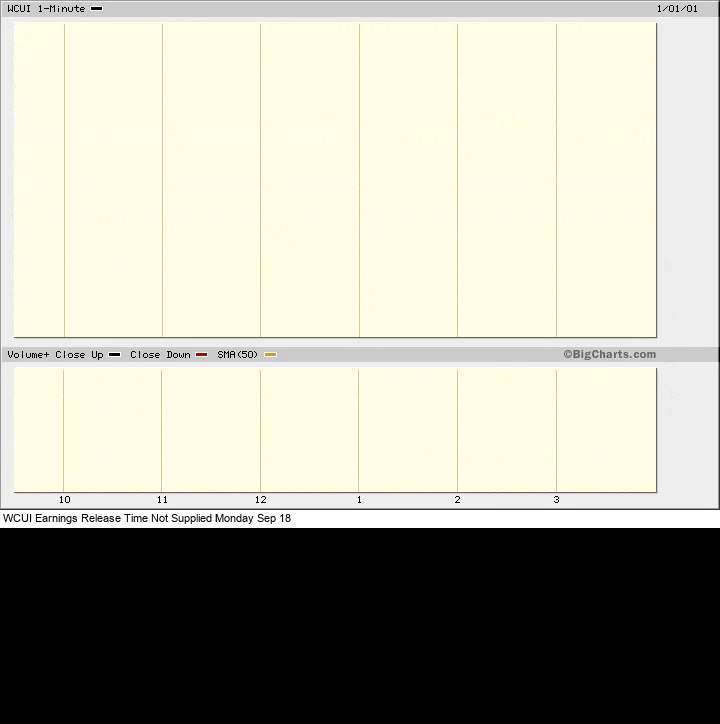 WCUI 1-Minute 1/01/01
Volume+ Close Up Close Down SMA(50) ©BigCharts.com
10 11 12 1 2 3
WCUI Earnings Release Time Not Supplied Monday Sep 18